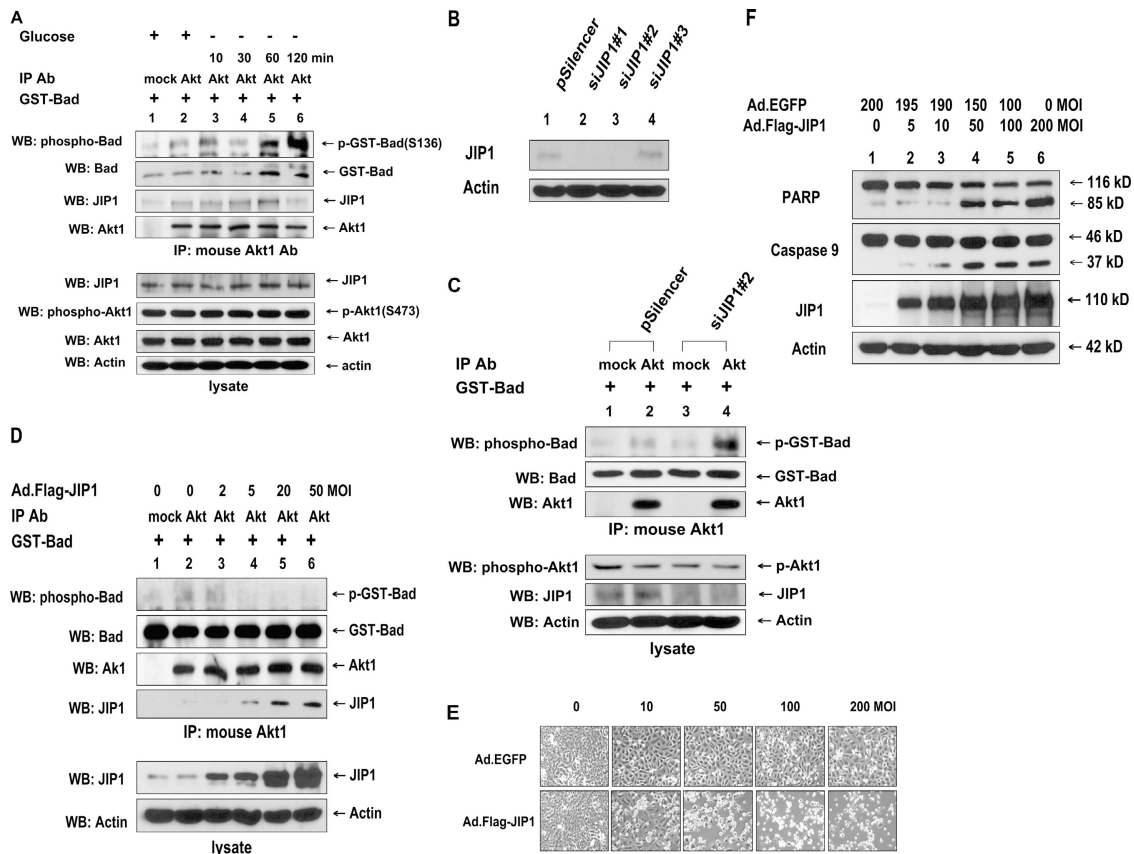 A
Glucose + + - - - -
10 30 60 120 min
IP Ab mock Akt Akt Akt Akt Akt
GST-Bad + + + + + +
1 2 3 4 5 6
WB: phospho-Bad ← p-GST-Bad(S136)
WB: Bad ← GST-Bad
WB: JIP1 ← JIP1
WB: Akt1 ← Akt1
IP: mouse Akt1 Ab
WB: JIP1 ← JIP1
WB: phospho-Akt1 ← p-Akt1(S473)
WB: Akt1 ← Akt1
WB: Actin ← actin
lysate
B
pSilencer
siJIP1#1
siJIP1#2
siJIP1#3
1 2 3 4
JIP1
Actin
C
pSilencer siJIP1#2
IP Ab mock Akt mock Akt
GST-Bad + + + +
1 2 3 4
WB: phospho-Bad ← p-GST-Bad
WB: Bad ← GST-Bad
WB: Akt1 ← Akt1
IP: mouse Akt1
WB: phospho-Akt1 ← p-Akt1
WB: JIP1 ← JIP1
WB: Actin ← Actin
lysate
D
Ad.Flag-JIP1 0 0 2 5 20 50 MOI
IP Ab mock Akt Akt Akt Akt Akt
GST-Bad + + + + + +
1 2 3 4 5 6
WB: phospho-Bad ← p-GST-Bad
WB: Bad ← GST-Bad
WB: Ak1 ← Akt1
WB: JIP1 ← JIP1
IP: mouse Akt1
WB: JIP1 ← JIP1
WB: Actin ← Actin
lysate
E
0 10 50 100 200 MOI
Ad.EGFP
Ad.Flag-JIP1
F
Ad.EGFP 200 195 190 150 100 0 MOI
Ad.Flag-JIP1 0 5 10 50 100 200 MOI
1 2 3 4 5 6
PARP ← 116 kD
← 85 kD
Caspase 9 ← 46 kD
← 37 kD
JIP1 ← 110 kD
Actin ← 42 kD